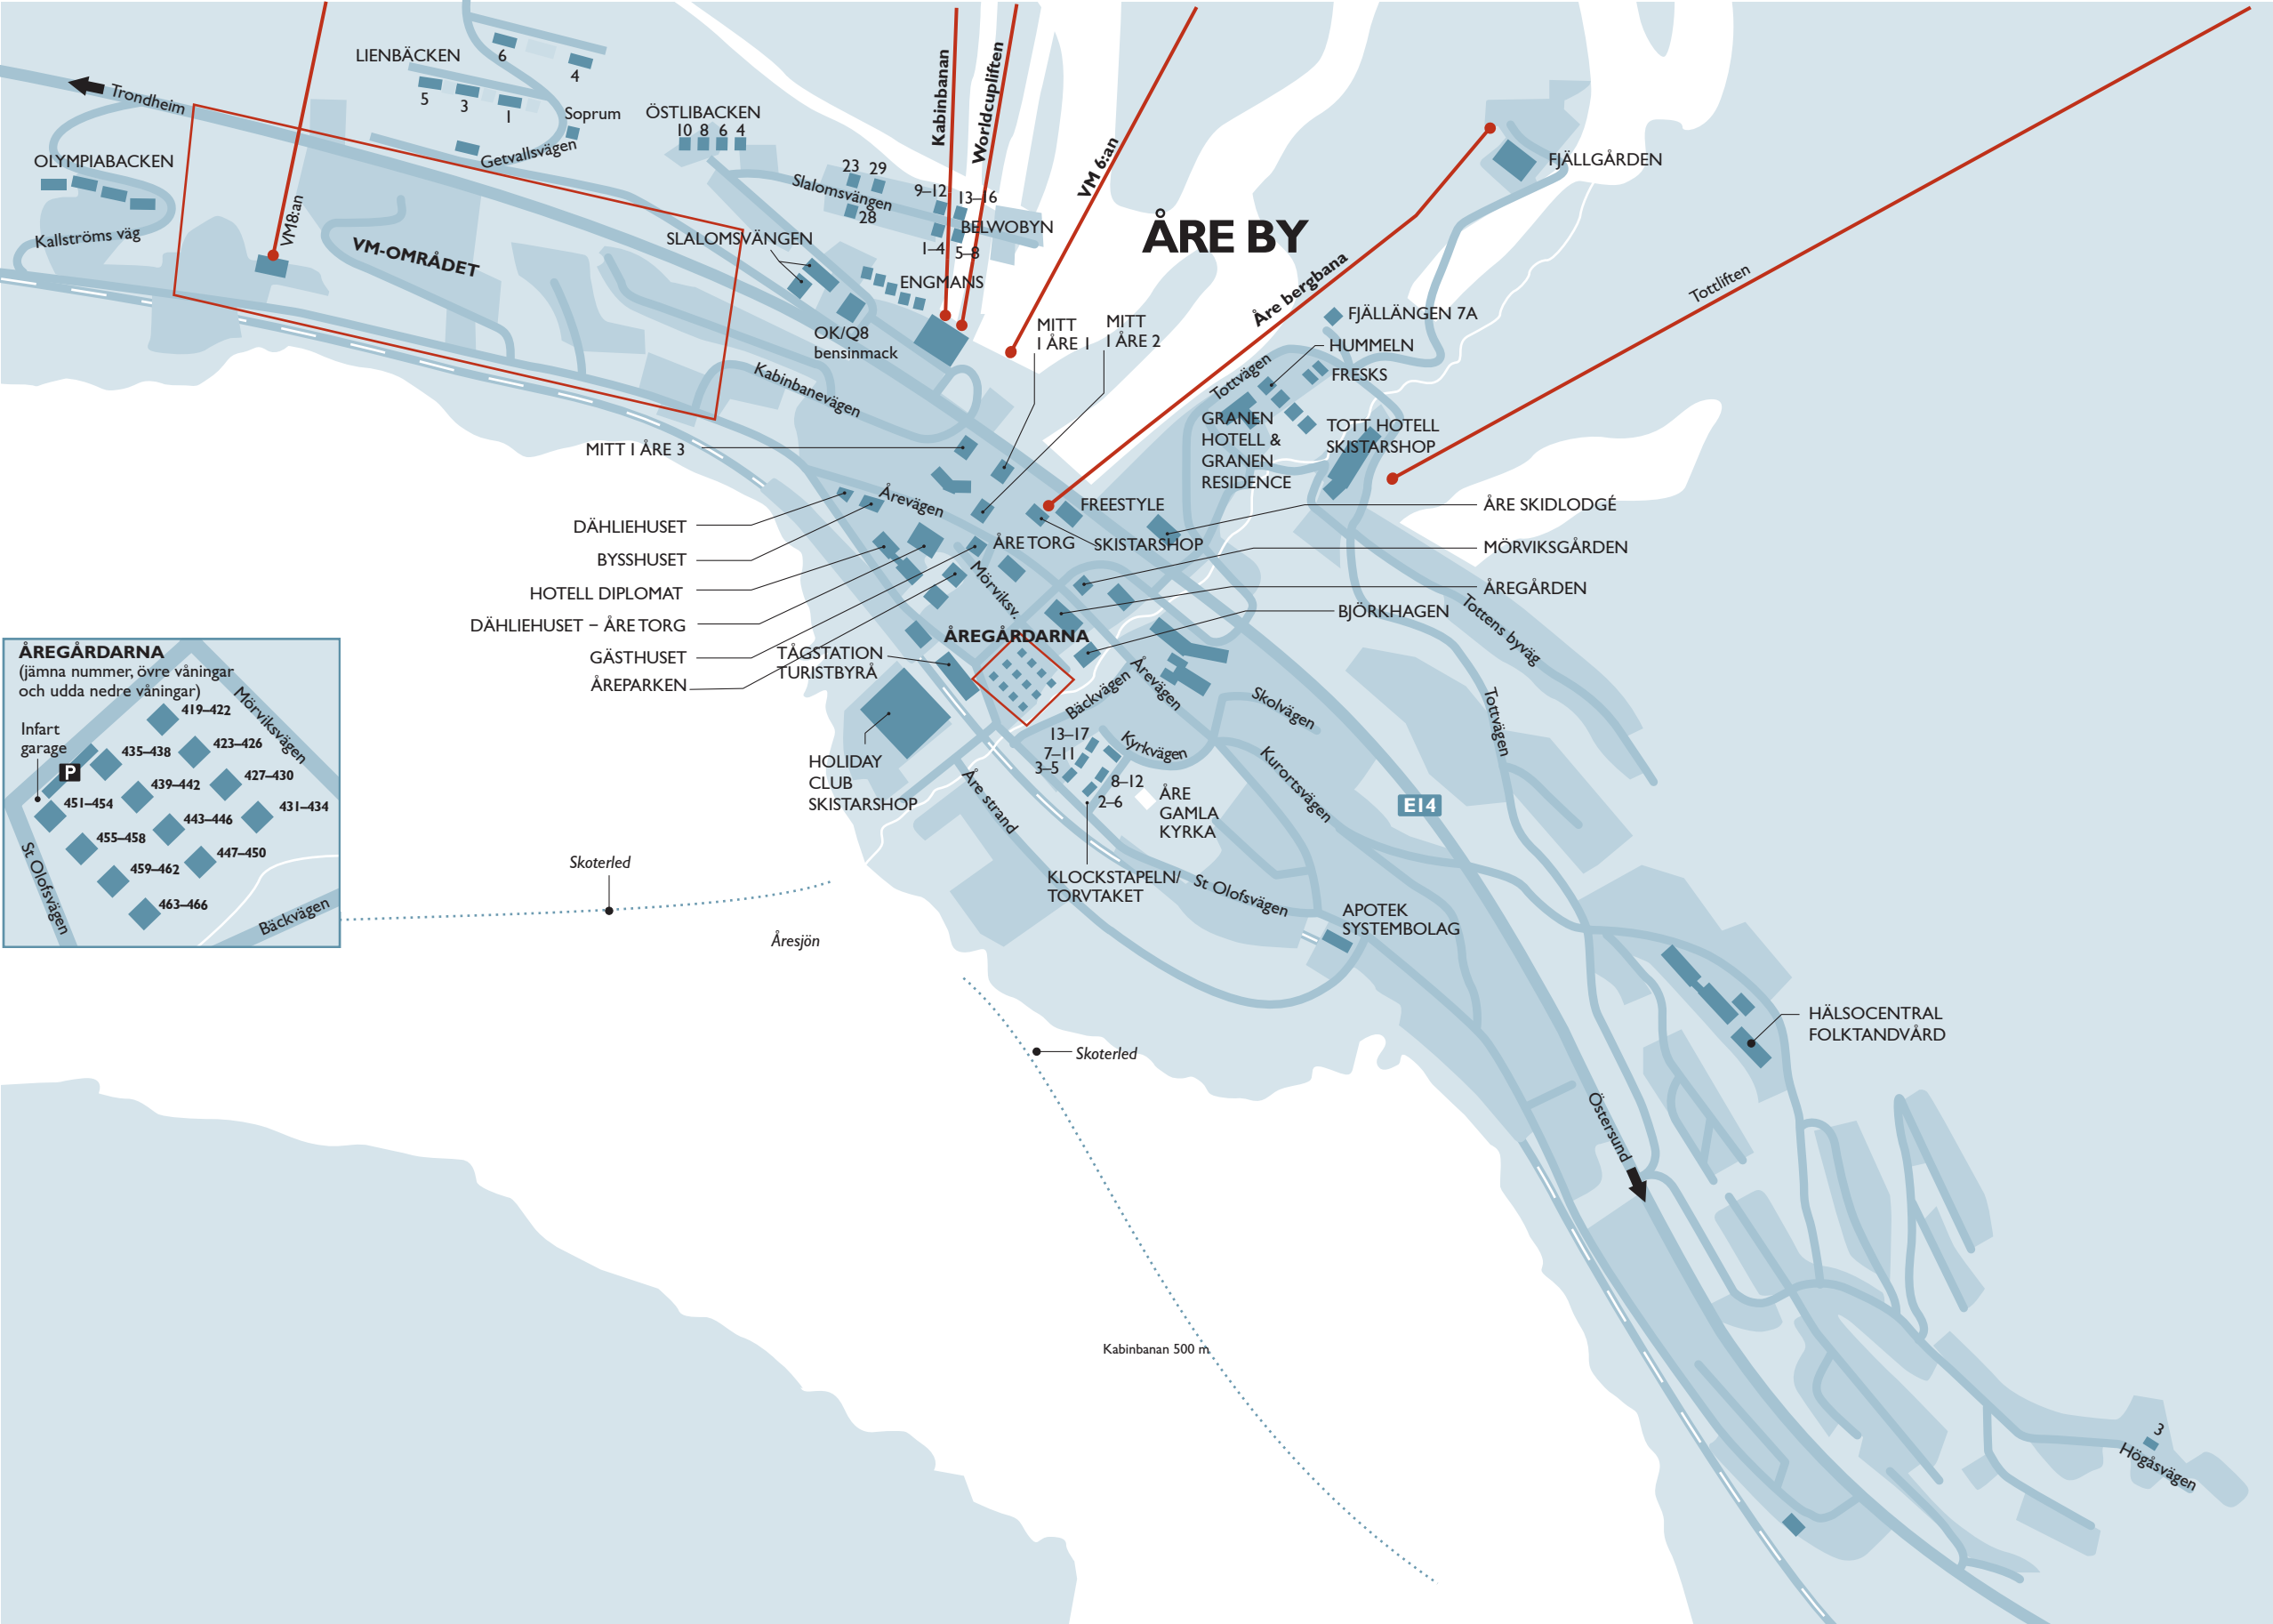 LIENBÄCKEN
6
4
5
3
1
Soprum
Getvallsvägen
Trondheim
OLYMPIABACKEN
Kallströms väg
VM8:an
VM-OMRÅDET
ÖSTLIBACKEN
10 8 6 4
Slalomsvängen
23
29
28
9–12
13–16
BELWOBYN
1–4
5–8
SLALOMSVÄNGEN
ENGMANS
OK/Q8
bensinmack
Kabinbanan
Worldcupliften
VM 6:an
ÅRE BY
Åre bergbana
Tottliften
FJÄLLGÅRDEN
FJÄLLÄNGEN 7A
HUMMELN
FRESKS
Tottvägen
GRANEN
HOTELL &
GRANEN
RESIDENCE
TOTT HOTELL
SKISTARSHOP
MITT
I ÅRE 1
MITT
I ÅRE 2
Kabinbanevägen
MITT I ÅRE 3
Årevägen
DÄHLIEHUSET
BYSSHUSET
HOTELL DIPLOMAT
DÄHLIEHUSET – ÅRE TORG
GÄSTHUSET
ÅREPARKEN
FREESTYLE
SKISTARSHOP
ÅRE TORG
Mörviksv.
ÅRE SKIDLODGÉ
MÖRVIKSGÅRDEN
ÅREGÅRDEN
BJÖRKHAGEN
Tottens byväg
ÅREGÅRDARNA
TÅGSTATION
TURISTBYRÅ
Bäckvägen
Årevägen
Skolvägen
Tottvägen
HOLIDAY
CLUB
SKISTARSHOP
13–17
7–11
3–5
Kyrkvägen
8–12
2–6
ÅRE
GAMLA
KYRKA
Kurortsvägen
E14
Åre strand
KLOCKSTAPELN/
TORVTAKET
St Olofsvägen
APOTEK
SYSTEMBOLAG
HÄLSOCENTRAL
FOLKTANDVÅRD
Östersund
ÅREGÅRDARNA
(jämna nummer, övre våningar
och udda nedre våningar)
Mörviksvägen
Infart
garage
P
419–422
423–426
435–438
427–430
439–442
431–434
451–454
443–446
455–458
447–450
459–462
463–466
St Olofsvägen
Bäckvägen
Skoterled
Åresjön
Skoterled
Kabinbanan 500 m
3
Högåsvägen